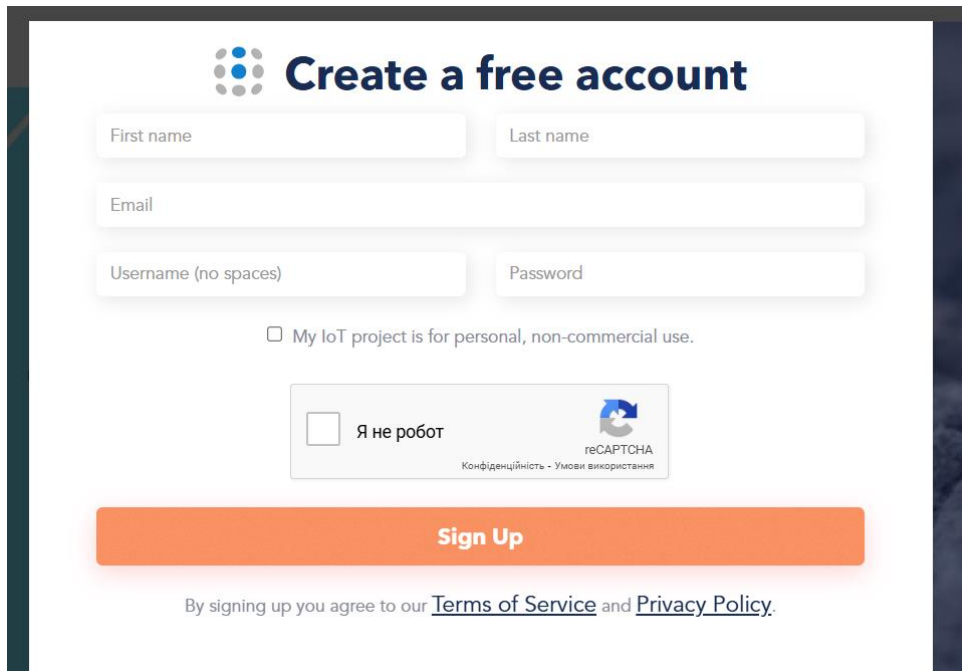 Create a free account
First name
Last name
Email
Username (no spaces)
Password
My IoT project is for personal, non-commercial use.
Я не робот
reCAPTCHA
Конфіденційність - Умови використання
Sign Up
By signing up you agree to our Terms of Service and Privacy Policy.